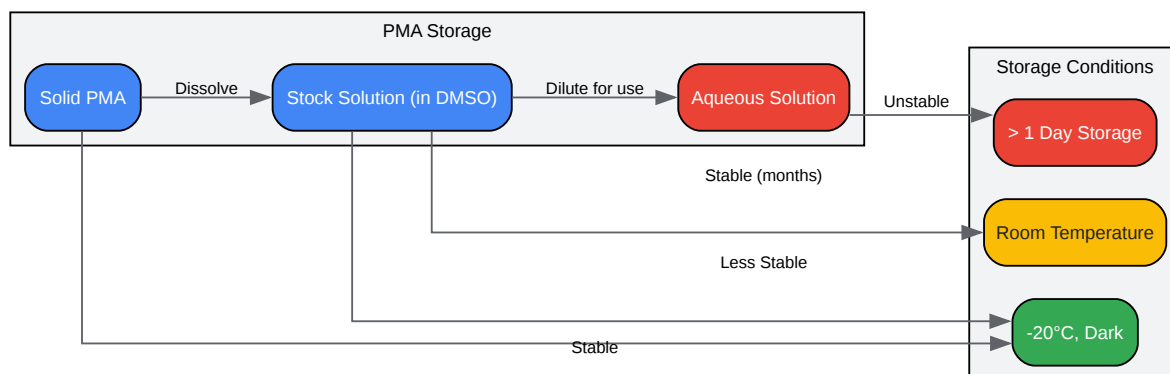 PMA Storage
Storage Conditions
Solid PMA
Dissolve
Stock Solution (in DMSO)
Dilute for use
Aqueous Solution
Unstable
> 1 Day Storage
Stable (months)
Room Temperature
Less Stable
-20°C, Dark
Stable